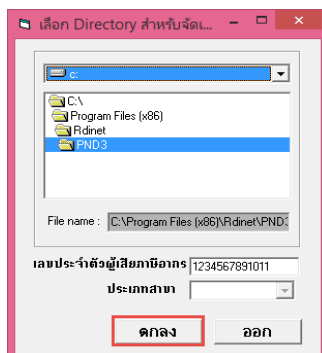 เลือก Directory สำหรับจัดเ...
c:
C:\
Program Files (x86)
Rdinet
PND3
File name : C:\Program Files (x86)\Rdinet\PND:
เลขประจำตัวผู้เสียภาษีอากร 1234567891011
ประเภทสาขา
ตกลง ออก